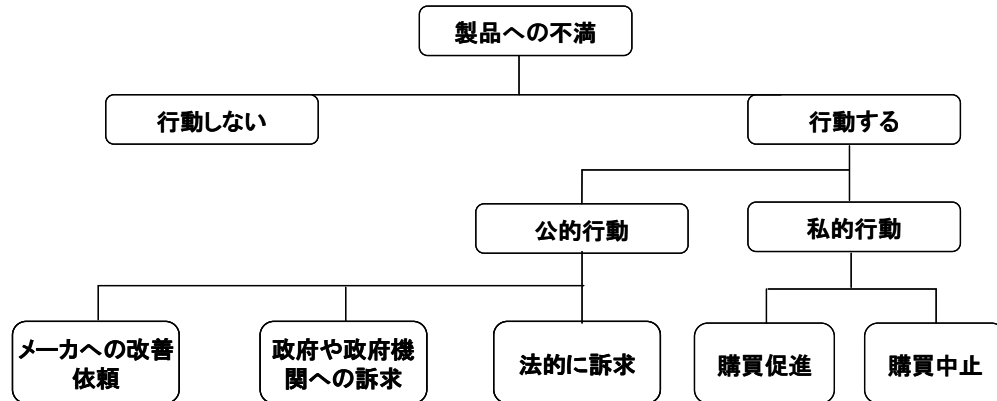 製品への不満
行動しない
行動する
公的行動
私的行動
メーカへの改善
依頼
政府や政府機
関への訴求
法的に訴求
購買促進
購買中止